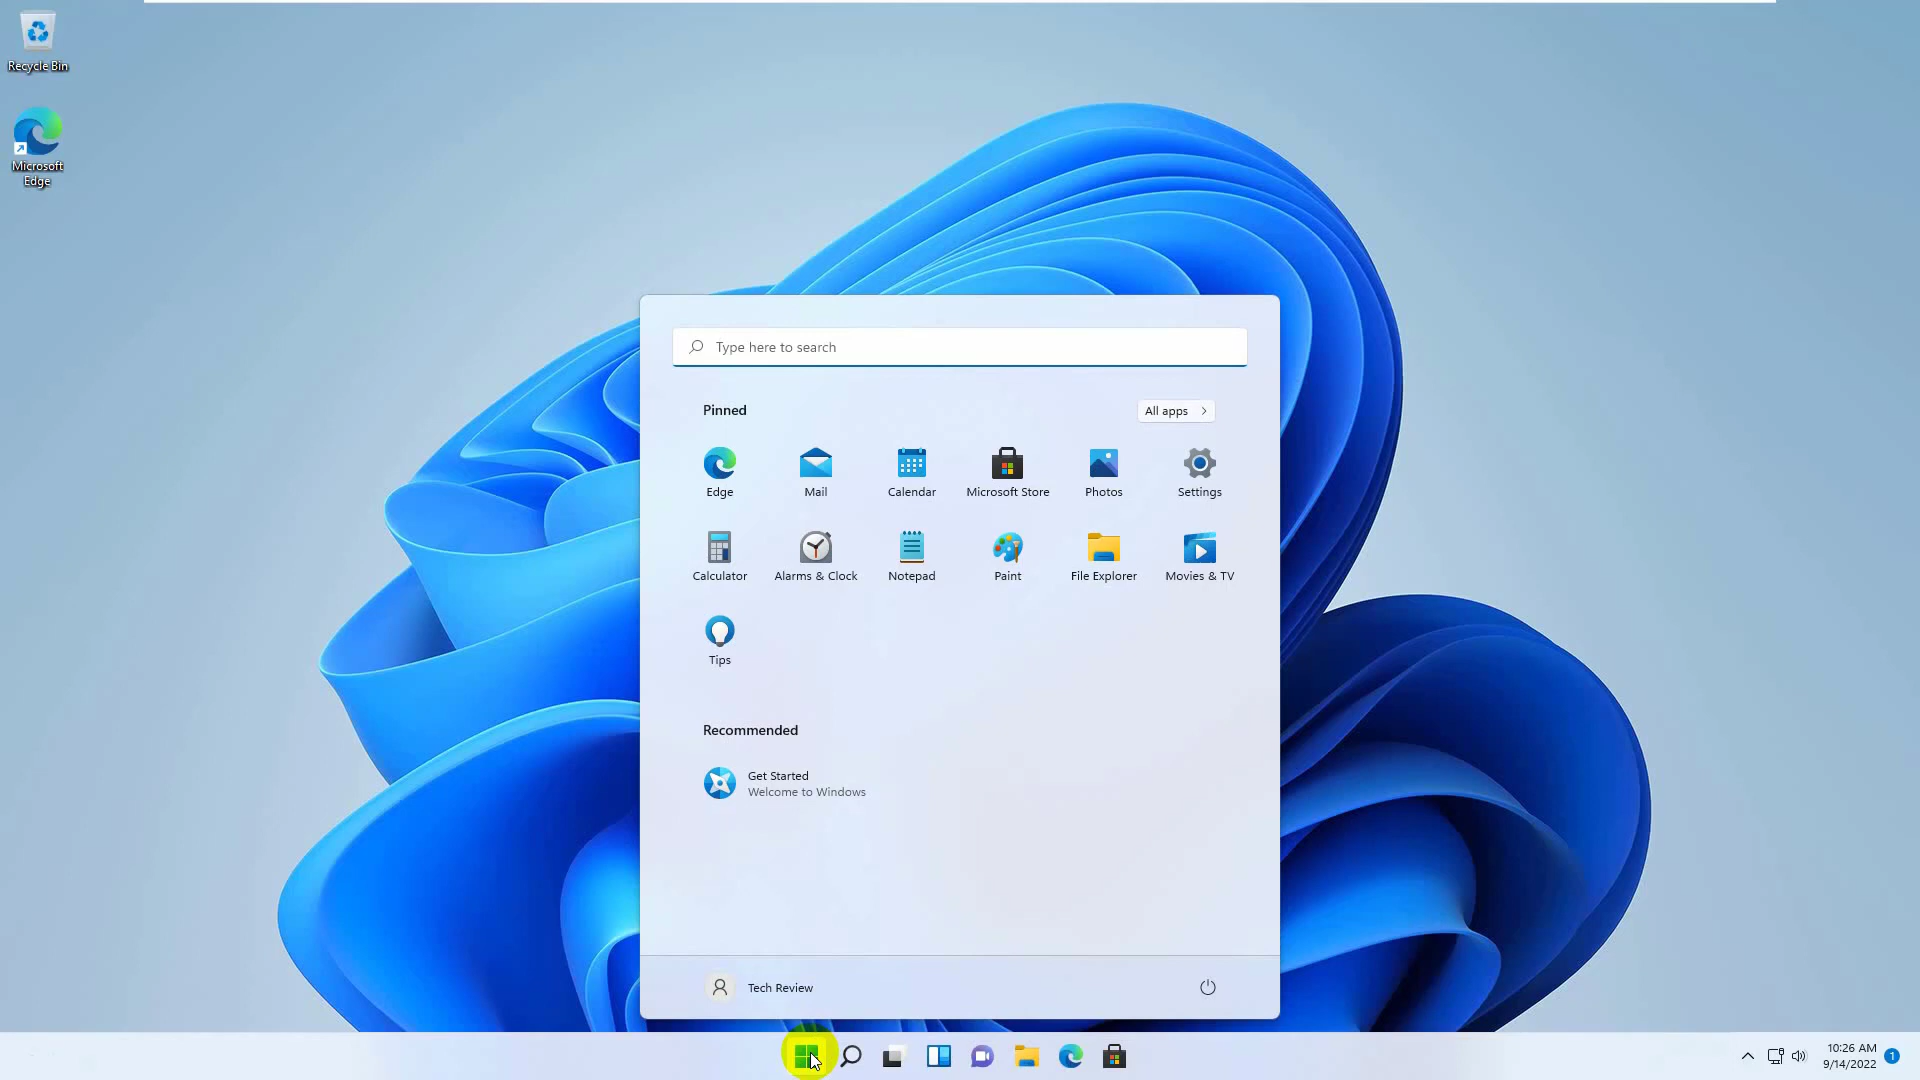 Recycle Bin
Microsoft
Edge
Type here to search
Pinned
All apps
Edge
Mail
Calendar
Microsoft Store
Photos
Settings
Calculator
Alarms & Clock
Notepad
Paint
File Explorer
Movies & TV
Tips
Recommended
Get Started
Welcome to Windows
Tech Review
10:26 AM
9/14/2022
1